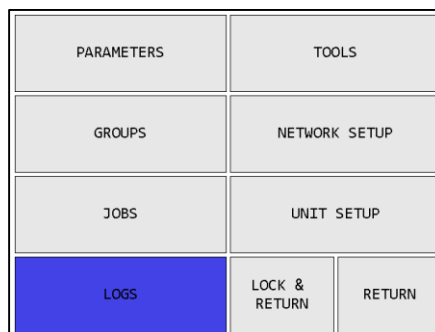 PARAMETERS
TOOLS
GROUPS
NETWORK SETUP
JOBS
UNIT SETUP
LOGS
LOCK &
RETURN
RETURN